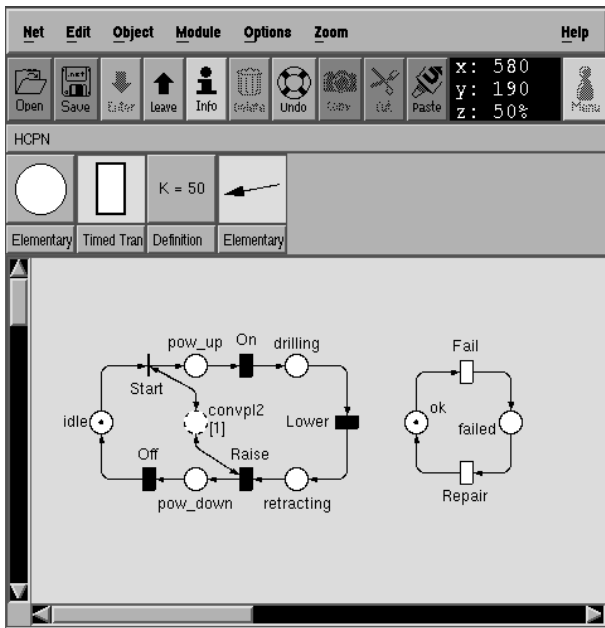 Net Edit Object Module Options Zoom Help
Open Save Enter Leave Info Delete Undo Copy Cut Paste x: 580 y: 190 z: 50% Menu
HCPN
K = 50
Elementary Timed Tran Definition Elementary
pow_up On drilling Fail
Start
convpl2 ok
idle [1] Lower failed
Off Raise
pow_down retracting Repair